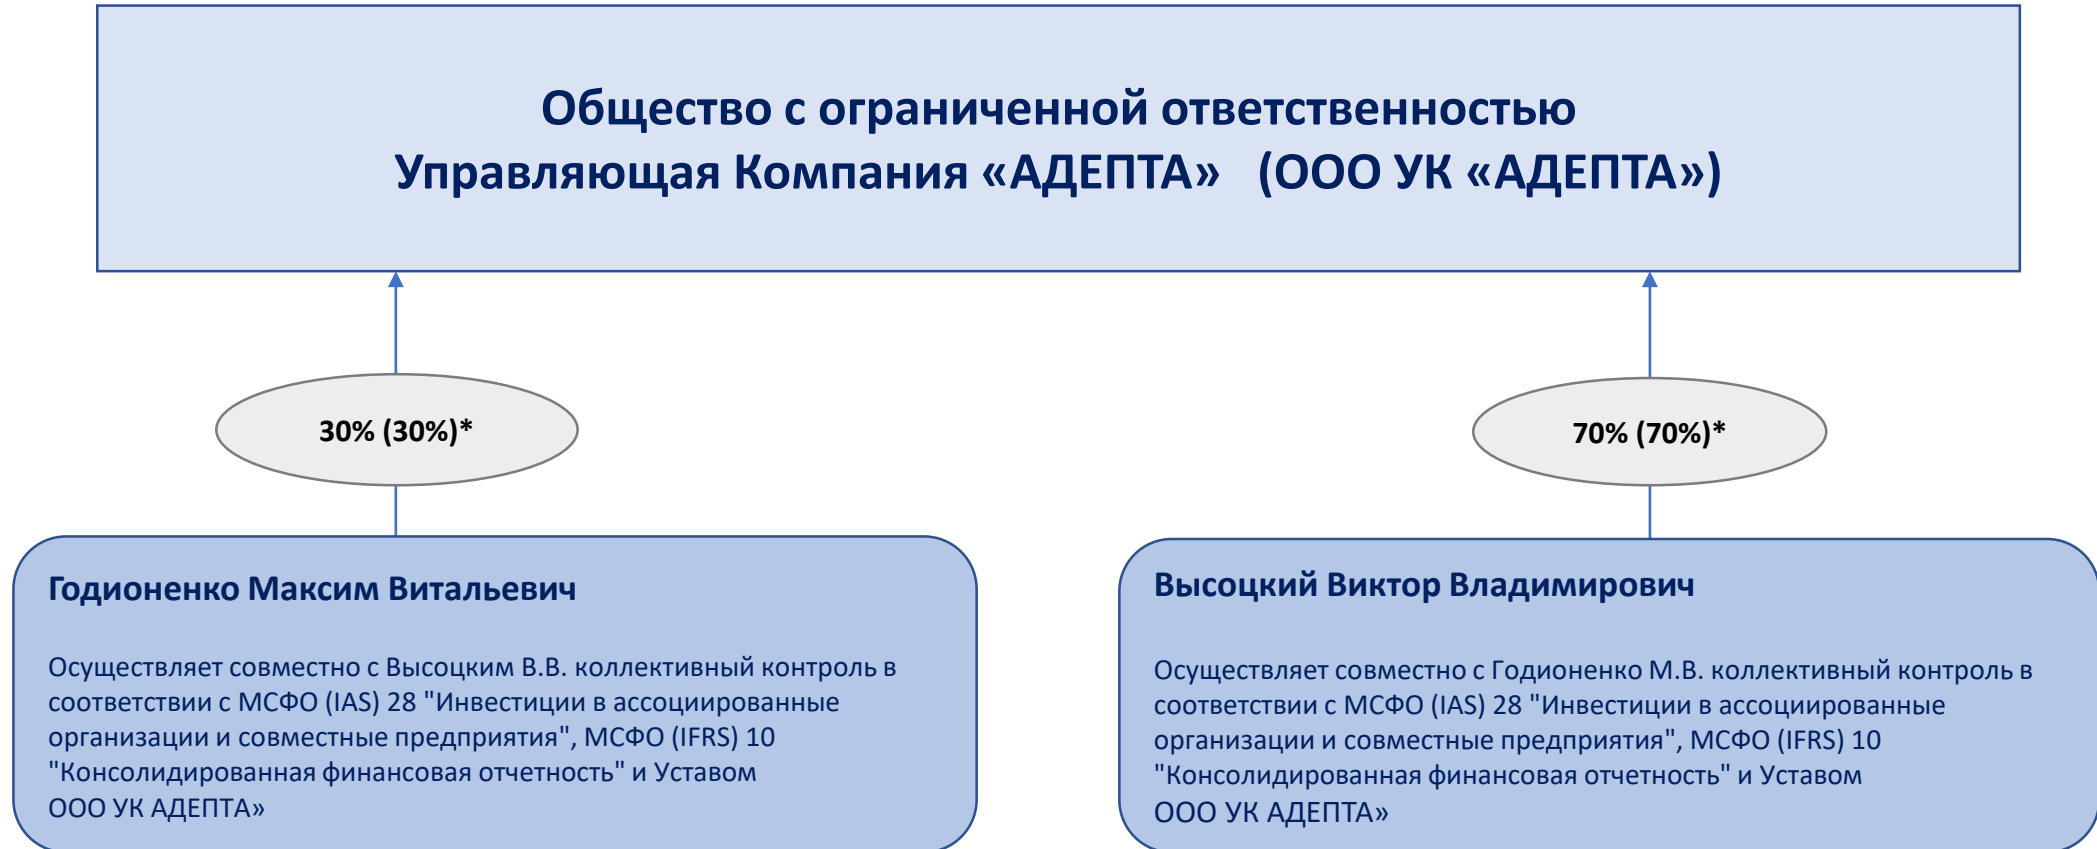 Общество с ограниченной ответственностью
Управляющая Компания «АДЕПТА» (ООО УК «АДЕПТА»)
30% (30%)*
70% (70%)*
Годионенко Максим Витальевич
Осуществляет совместно с Высоцким В.В. коллективный контроль в
соответствии с МСФО (IAS) 28 "Инвестиции в ассоциированные
организации и совместные предприятия", МСФО (IFRS) 10
"Консолидированная финансовая отчетность" и Уставом
ООО УК АДЕПТА»
Высоцкий Виктор Владимирович
Осуществляет совместно с Годионенко М.В. коллективный контроль в
соответствии с МСФО (IAS) 28 "Инвестиции в ассоциированные
организации и совместные предприятия", МСФО (IFRS) 10
"Консолидированная финансовая отчетность" и Уставом
ООО УК АДЕПТА»